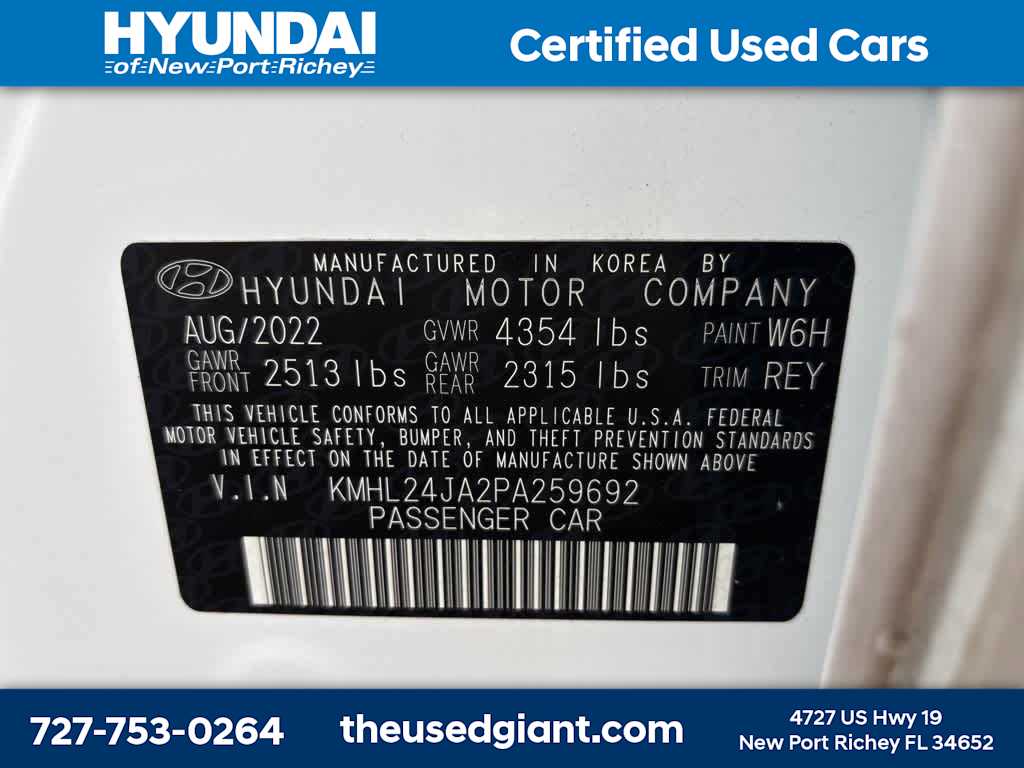 HYUNDAI
of New Port Richey
Certified Used Cars
MANUFACTURED IN KOREA BY
HYUNDAI MOTOR COMPANY
AUG/2022 GVWR 4354 lbs PAINT W6H
GAWR FRONT 2513 lbs GAWR REAR 2315 lbs TRIM REY
THIS VEHICLE CONFORMS TO ALL APPLICABLE U.S.A. FEDERAL
MOTOR VEHICLE SAFETY, BUMPER, AND THEFT PREVENTION STANDARDS
IN EFFECT ON THE DATE OF MANUFACTURE SHOWN ABOVE
V.I.N KMHL24JA2PA259692
PASSENGER CAR
727-753-0264
theusedgiant.com
4727 US Hwy 19
New Port Richey FL 34652